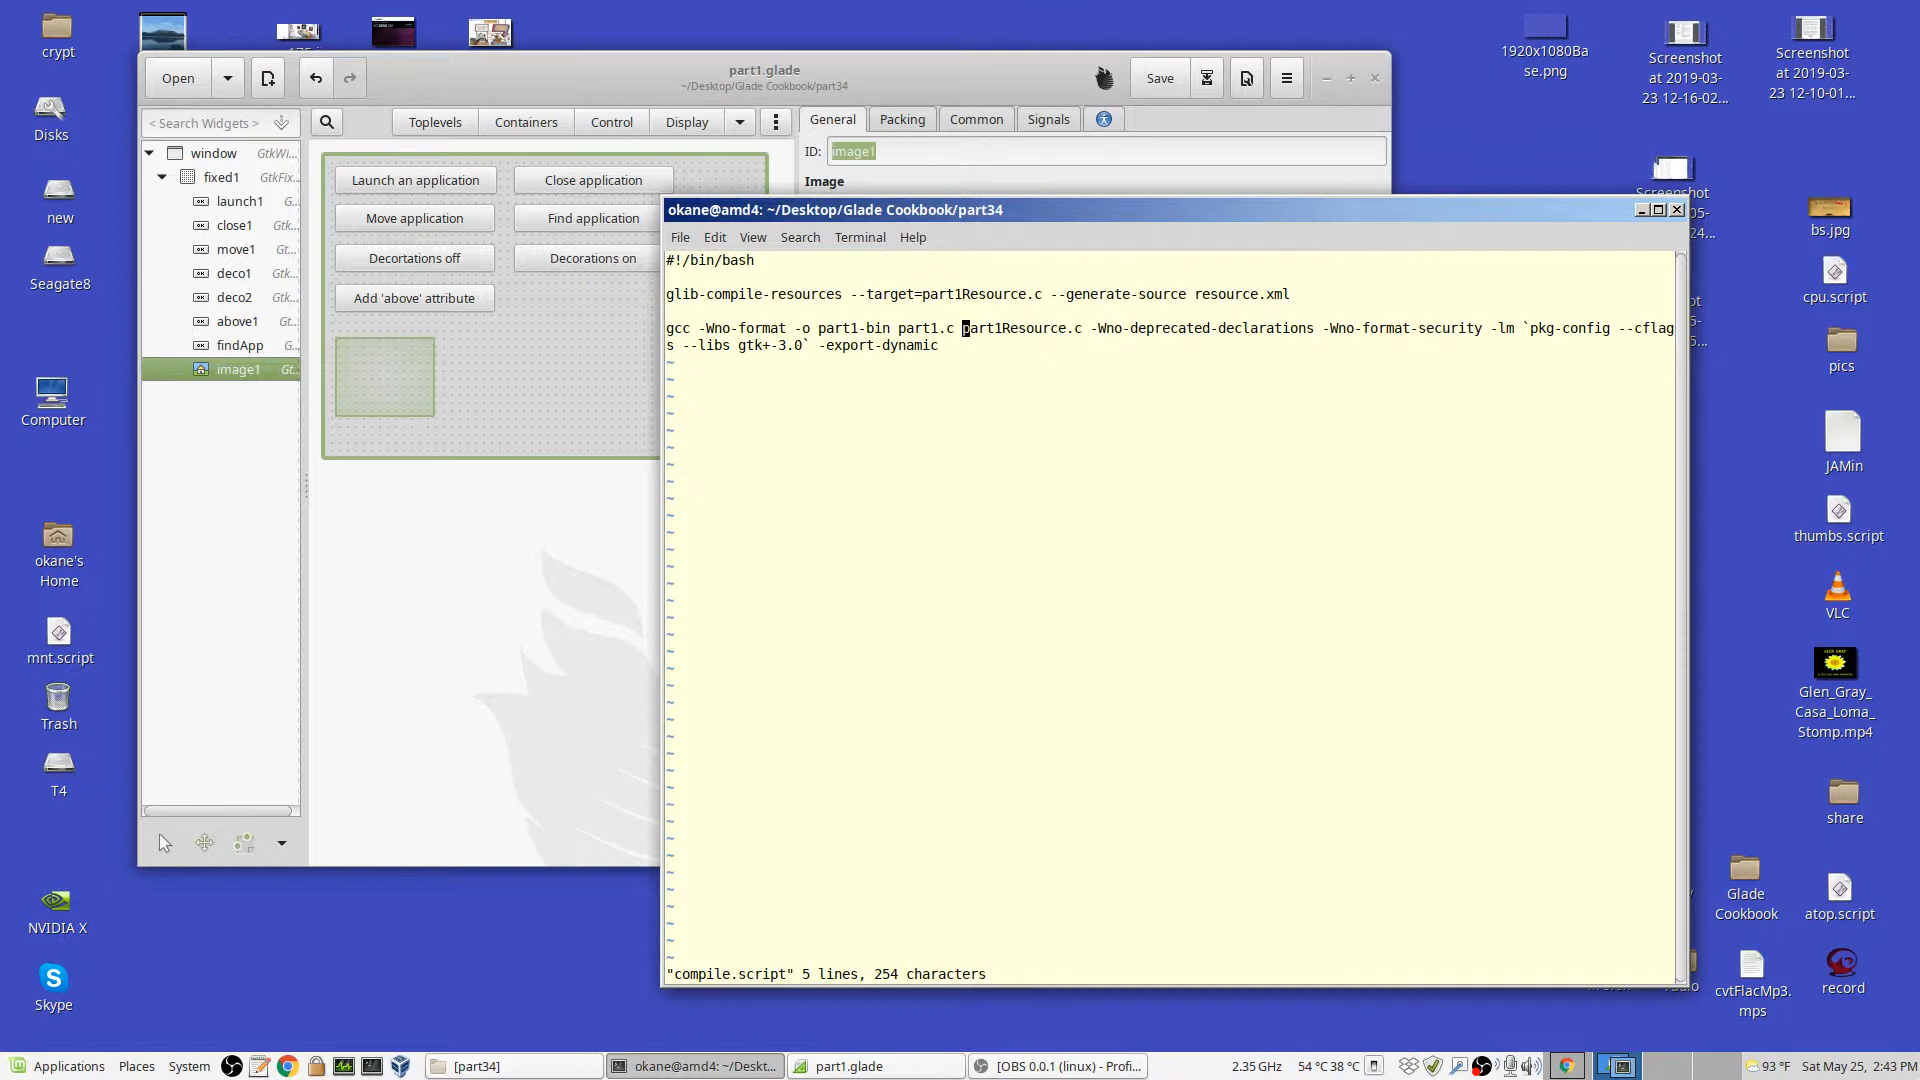 crypt
Disks
new
Seagate8
Computer
okane's
Home
mnt.script
Trash
T4
NVIDIA X
Skype
Open
part1.glade
~/Desktop/Glade Cookbook/part34
Save
< Search Widgets >
Toplevels
Containers
Control
Display
General
Packing
Common
Signals
ID:
image1
Image
window GtkWi...
fixed1 GtkFix...
launch1 G...
close1 G...
move1 Gt...
deco1 G...
deco2 G...
above1 G...
findApp G...
image1 Gt...
Launch an application
Close application
Move application
Find application
Decortations off
Decorations on
Add 'above' attribute
okane@amd4: ~/Desktop/Glade Cookbook/part34
File Edit View Search Terminal Help
#!/bin/bash
glib-compile-resources --target=part1Resource.c --generate-source resource.xml
gcc -Wno-format -o part1-bin part1.c part1Resource.c -Wno-deprecated-declarations -Wno-format-security -lm `pkg-config --cflag
s --libs gtk+-3.0` -export-dynamic
"compile.script" 5 lines, 254 characters
1920x1080Ba
se.png
Screenshot
at 2019-03-
23 12-16-02...
Screenshot
at 2019-03-
23 12-10-01...
bs.jpg
cpu.script
pics
JAMin
thumbs.script
VLC
Glen_Gray_
Casa_Loma_
Stomp.mp4
share
Glade
Cookbook
atop.script
cvtFlacMp3.
mps
record
Applications Places System
[part34]
okane@amd4: ~/Deskt...
part1.glade
[OBS 0.0.1 (linux) - Profi...
2.35 GHz
54 °C 38 °C
93 °F
Sat May 25, 2:43 PM